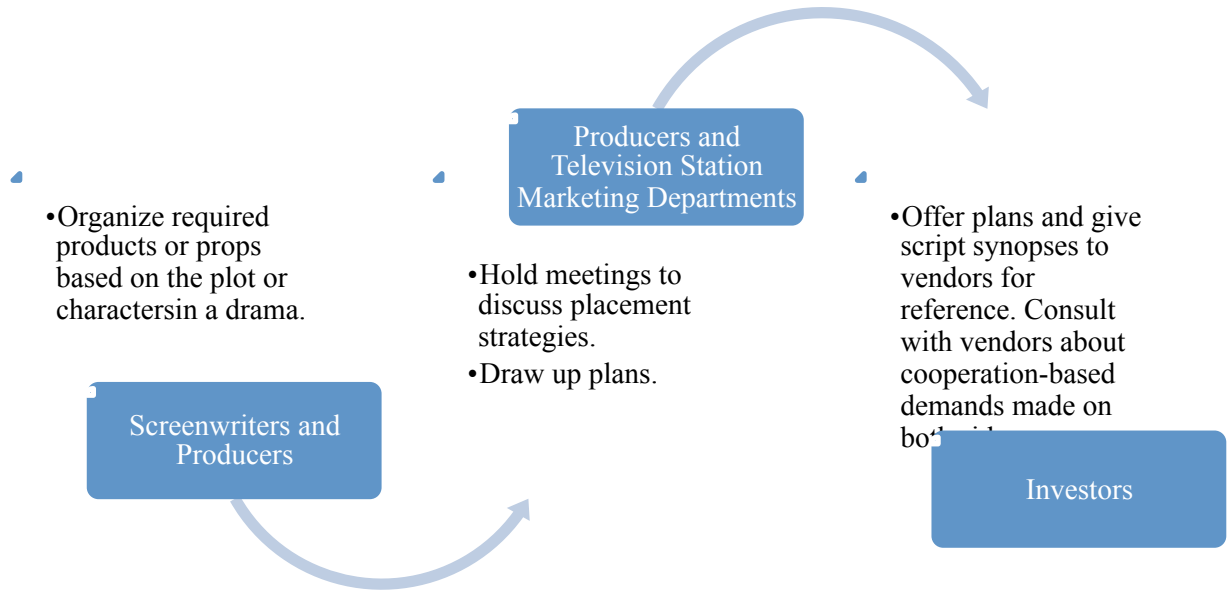 •Organize required
products or props
based on the plot or
charactersin a drama.
Screenwriters and
Producers
Producers and
Television Station
Marketing Departments
•Hold meetings to
discuss placement
strategies.
•Draw up plans.
•Offer plans and give
script synopses to
vendors for
reference. Consult
with vendors about
cooperation-based
demands made on
Investors